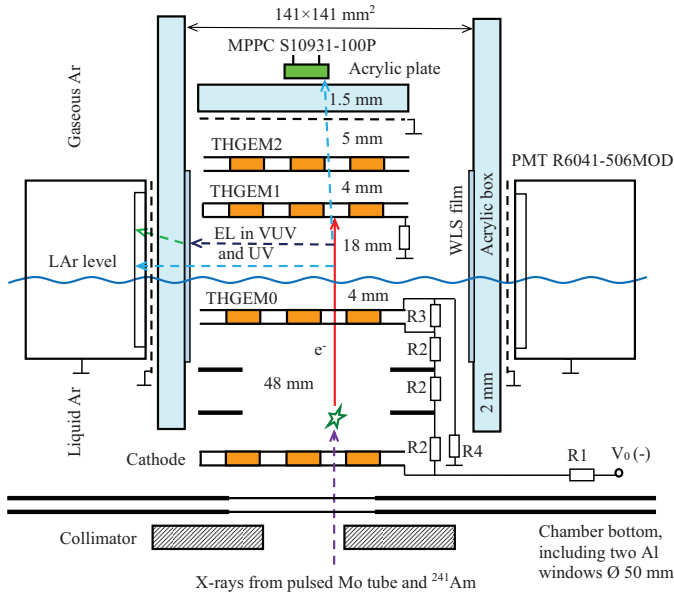 141×141 mm²
MPPC S10931-100P
Acrylic plate
1.5 mm
Gaseous Ar
5 mm
THGEM2
PMT R6041-506MOD
4 mm
THGEM1
WLS film
Acrylic box
EL in VUV
and UV
18 mm
LAr level
THGEM0
4 mm
R3
R2
e⁻
R2
48 mm
2 mm
Liquid Ar
R2
R4
Cathode
R1
V₀ (-)
Collimator
Chamber bottom,
including two Al
windows Ø 50 mm
X-rays from pulsed Mo tube and ²⁴¹Am